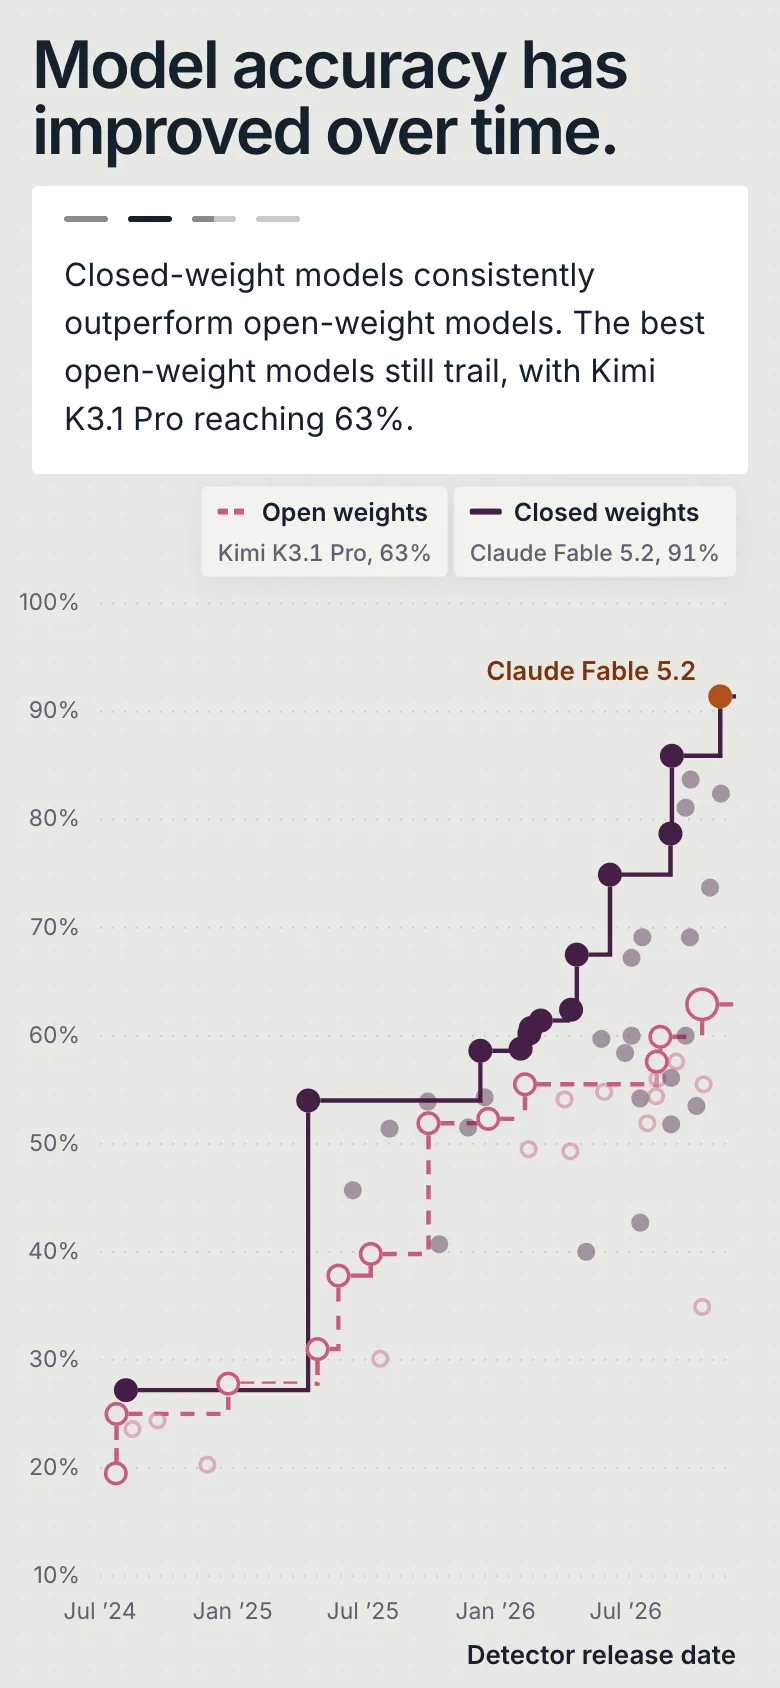 Model accuracy has
improved over time.
Closed-weight models consistently
outperform open-weight models. The best
open-weight models still trail, with Kimi
K3.1 Pro reaching 63%.
Open weights
Kimi K3.1 Pro, 63%
Closed weights
Claude Fable 5.2, 91%
100%
Claude Fable 5.2
90%
80%
70%
60%
50%
40%
30%
20%
10%
Jul ’24
Jan ’25
Jul ’25
Jan ’26
Jul ’26
Detector release date